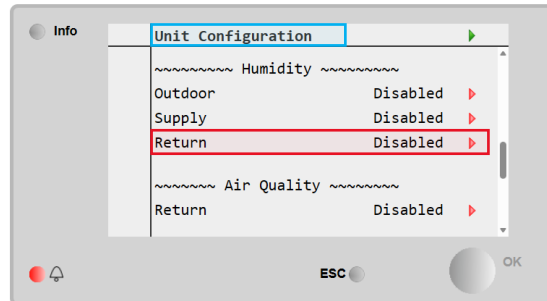 Info
Unit Configuration
~~~~~~~~~ Humidity ~~~~~~~~~
Outdoor Disabled
Supply Disabled
Return Disabled
~~~~~~~ Air Quality ~~~~~~~~
Return Disabled
ESC
OK